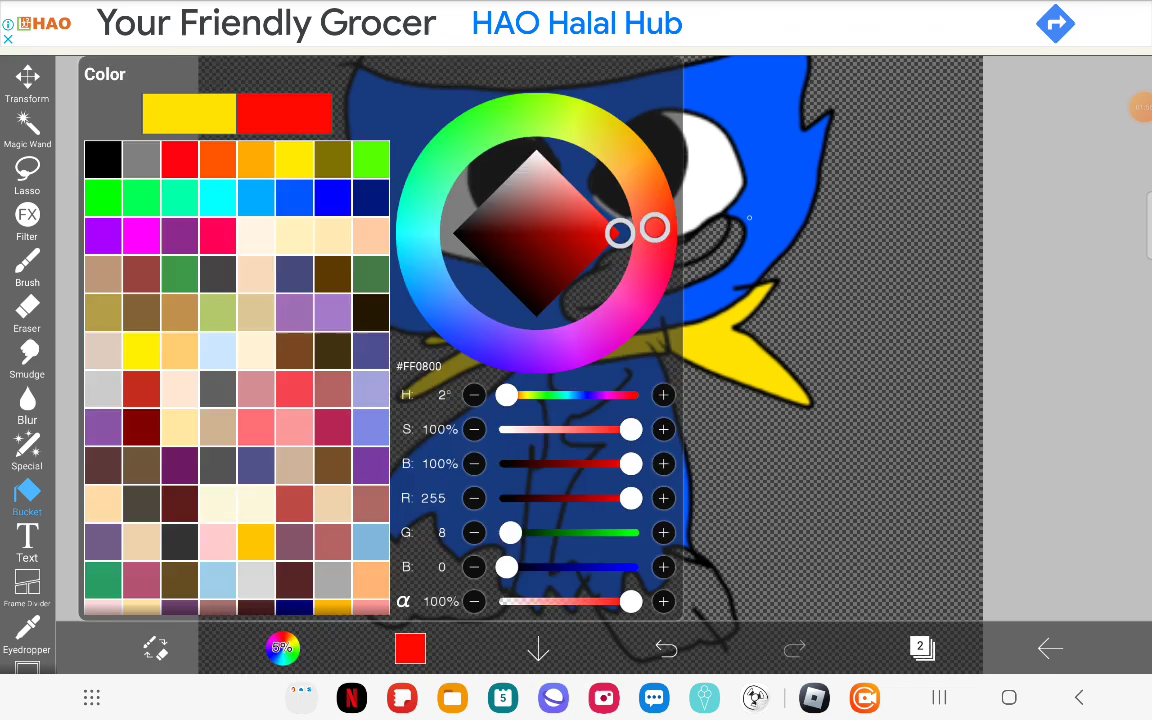 HAO
Your Friendly Grocer
HAO Halal Hub
Color
Transform
Magic Wand
Lasso
FX
Filter
Brush
Eraser
Smudge
Blur
Special
Bucket
T
Text
Frame Divider
Eyedropper
#FF0800
H: 2°
S: 100%
B: 100%
R: 255
G: 8
B: 0
α 100%
5%
2
N
5